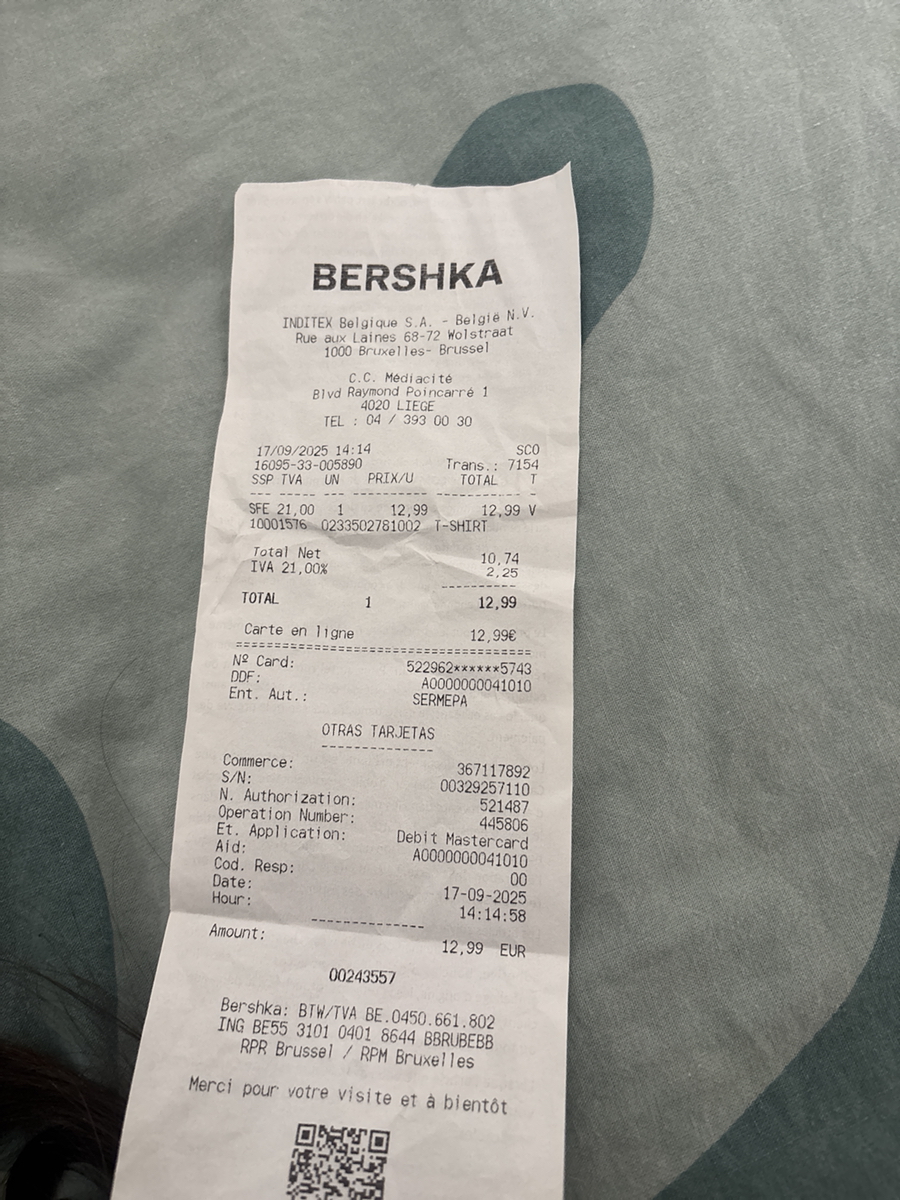 BERSHKA
INDITEX Belgique S.A. - België N.V.
Rue aux Laines 68-72 Wolstraat
1000 Bruxelles- Brussel
C.C. Médiacité
Blvd Raymond Poincarré 1
4020 LIEGE
TEL : 04 / 393 00 30
17/09/2025 14:14 SCO
16095-33-005890 Trans.: 7154
SSP TVA UN PRIX/U TOTAL T
SFE 21,00 1 12,99 12,99 V
10001576 0233502781002 T-SHIRT
Total Net 10,74
IVA 21,00% 2,25
TOTAL 1 12,99
Carte en ligne 12,99€
Nº Card: 522962******5743
DDF: A0000000041010
Ent. Aut.: SERMEPA
OTRAS TARJETAS
Commerce: 367117892
S/N: 00329257110
N. Authorization: 521487
Operation Number: 445806
Et. Application: Debit Mastercard
Aid: A0000000041010
Cod. Resp: 00
Date: 17-09-2025
Hour: 14:14:58
Amount: 12,99 EUR
00243557
Bershka: BTW/TVA BE.0450.661.802
ING BE55 3101 0401 8644 BBRUBEBB
RPR Brussel / RPM Bruxelles
Merci pour votre visite et à bientôt